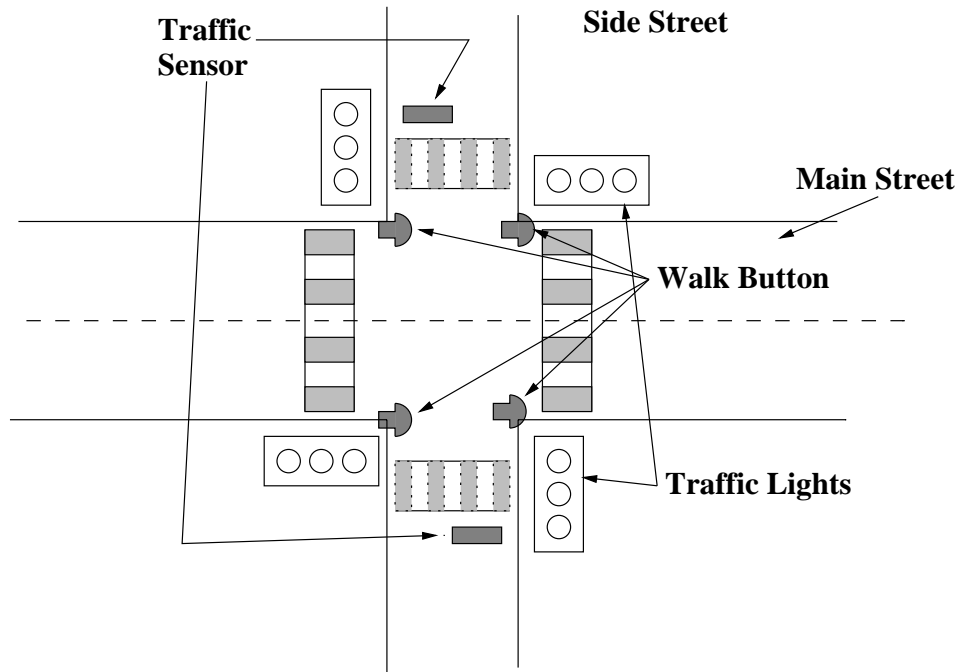 Traffic
Sensor
Side Street
Main Street
Walk Button
Traffic Lights